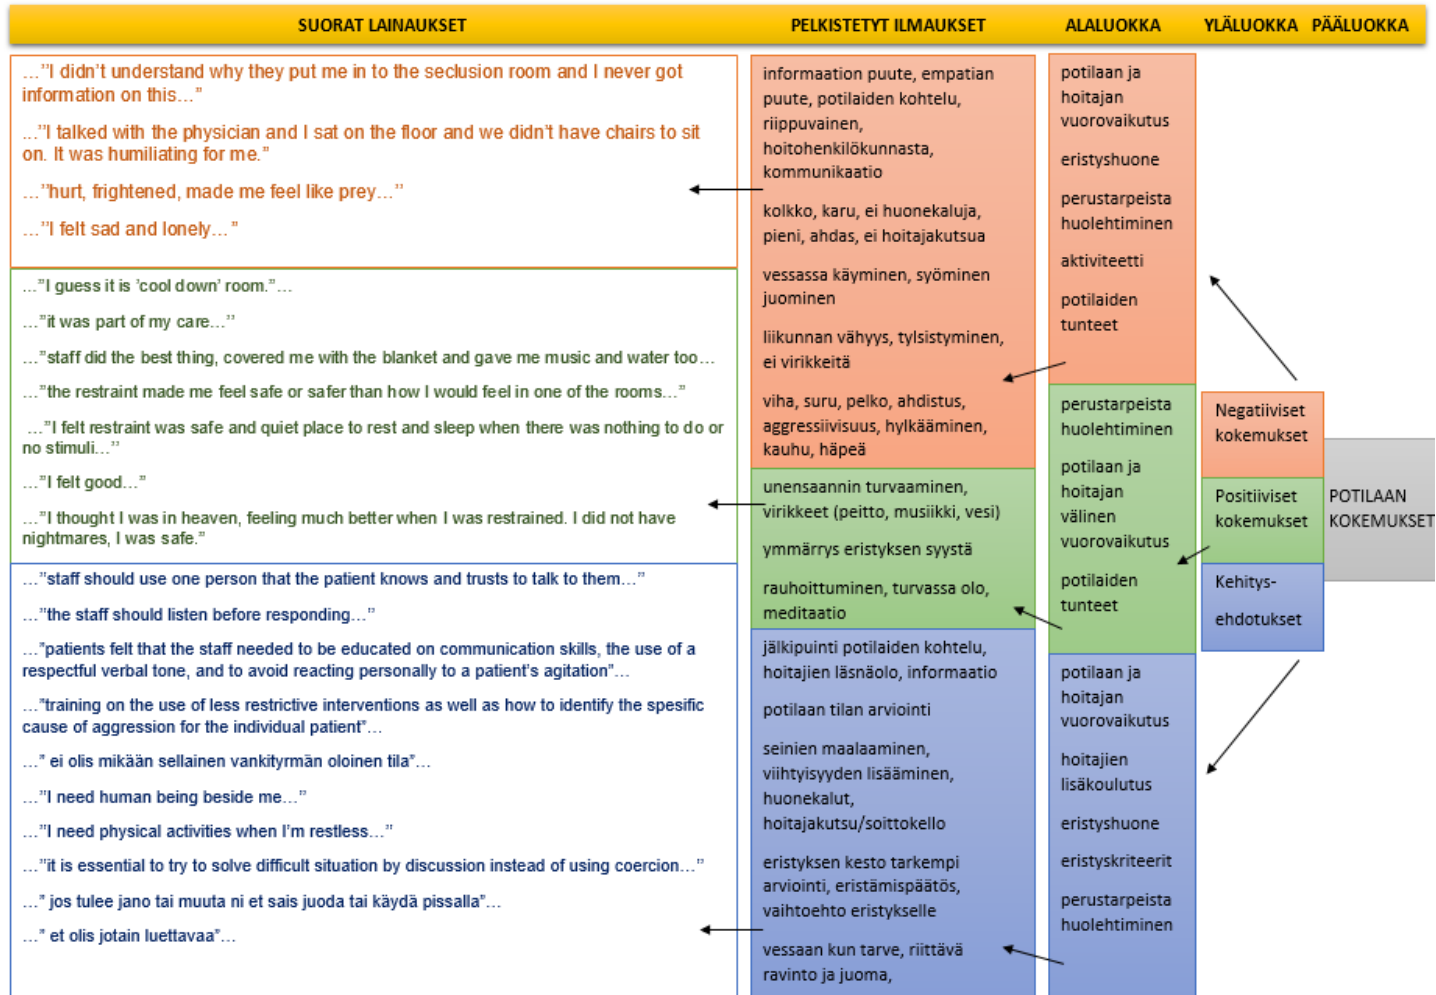 SUORAT LAINAUKSET
PELKISTETYT ILMAUKSET
ALALUOKKA
YLÄLUOKKA
PÄÄLUOKKA
…''I didn't understand why they put me in to the seclusion room and I never got
information on this…”
…''I talked with the physician and I sat on the floor and we didn't have chairs to sit
on. It was humiliating for me.”
…''hurt, frightened, made me feel like prey…''
…''I felt sad and lonely…”
…”I guess it is 'cool down' room.”…
…”it was part of my care…''
…”staff did the best thing, covered me with the blanket and gave me music and water too…
…”the restraint made me feel safe or safer than how I would feel in one of the rooms…”
…”I felt restraint was safe and quiet place to rest and sleep when there was nothing to do or
no stimuli…''
…”I felt good…”
…”I thought I was in heaven, feeling much better when I was restrained. I did not have
nightmares, I was safe.”
…”staff should use one person that the patient knows and trusts to talk to them…”
…”the staff should listen before responding…''
…”patients felt that the staff needed to be educated on communication skills, the use of a
respectful verbal tone, and to avoid reacting personally to a patient's agitation”…
…”training on the use of less restrictive interventions as well as how to identify the spesific
cause of aggression for the individual patient”…
…” ei olis mikään sellainen vankityrmän oloinen tila”…
…”I need human being beside me…”
…”I need physical activities when I'm restless…”
…”it is essential to try to solve difficult situation by discussion instead of using coercion…”
…” jos tulee jano tai muuta ni et sais juoda tai käydä pissalla”…
…” et olis jotain luettavaa”…
informaation puute, empatian
puute, potilaiden kohtelu,
riippuvainen,
hoitohenkilökunnasta,
kommunikaatio
kolkko, karu, ei huonekaluja,
pieni, ahdas, ei hoitajakutsua
vessassa käyminen, syöminen
juominen
liikunnan vähyys, tylsistyminen,
ei virikkeitä
viha, suru, pelko, ahdistus,
aggressiivisuus, hylkääminen,
kauhu, häpeä
unensaannin turvaaminen,
virikkeet (peitto, musiikki, vesi)
ymmärrys eristyksen syystä
rauhoittuminen, turvassa olo,
meditaatio
jälkipuinti potilaiden kohtelu,
hoitajien läsnäolo, informaatio
potilaan tilan arviointi
seinien maalaaminen,
viihtyisyyden lisääminen,
huonekalut,
hoitajakutsu/soittokello
eristyksen kesto tarkempi
arviointi, eristämispäätös,
vaihtoehto eristykselle
vessaan kun tarve, riittävä
ravinto ja juoma,
potilaan ja
hoitajan
vuorovaikutus
eristyshuone
perustarpeista
huolehtiminen
aktiviteetti
potilaiden
tunteet
perustarpeista
huolehtiminen
potilaan ja
hoitajan
välinen
vuorovaikutus
potilaiden
tunteet
potilaan ja
hoitajan
vuorovaikutus
hoitajien
lisäkoulutus
eristyshuone
eristyskriteerit
perustarpeista
huolehtiminen
Negatiiviset
kokemukset
Positiiviset
kokemukset
Kehitys-
ehdotukset
POTILAAN
KOKEMUKSET